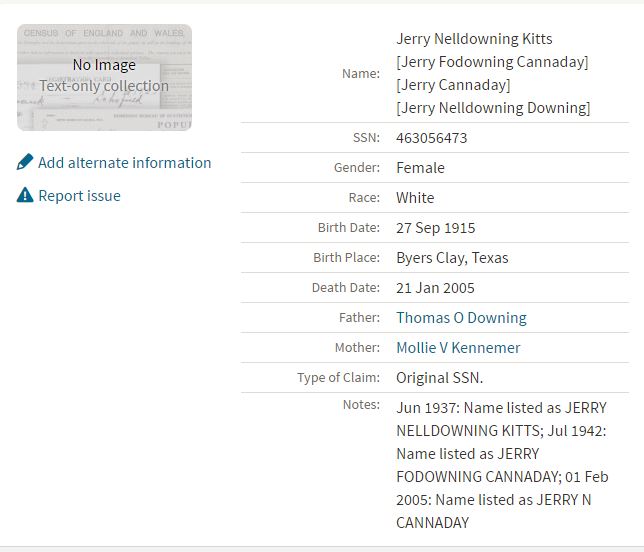 CENSUS OF ENGLAND AND WALES,
No Image
Text-only collection
POPU
Add alternate information
Report issue
Name:
Jerry Nelldowning Kitts
[Jerry Fodowning Cannaday]
[Jerry Cannaday]
[Jerry Nelldowning Downing]
SSN: 463056473
Gender: Female
Race: White
Birth Date: 27 Sep 1915
Birth Place: Byers Clay, Texas
Death Date: 21 Jan 2005
Father: Thomas O Downing
Mother: Mollie V Kennemer
Type of Claim: Original SSN.
Notes: Jun 1937: Name listed as JERRY
NELLDOWNING KITTS; Jul 1942:
Name listed as JERRY
FODOWNING CANNADAY; 01 Feb
2005: Name listed as JERRY N
CANNADAY